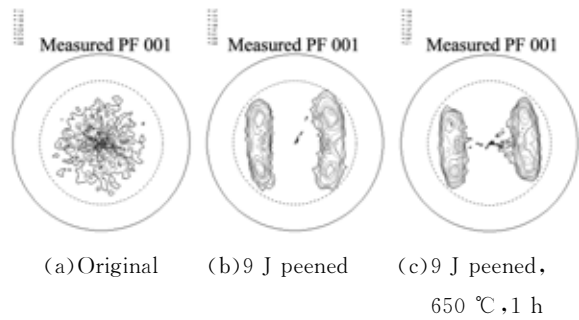 Measured PF 001 Measured PF 001 Measured PF 001
(a)Original (b)9 J peened (c)9 J peened,
650 ℃,1 h